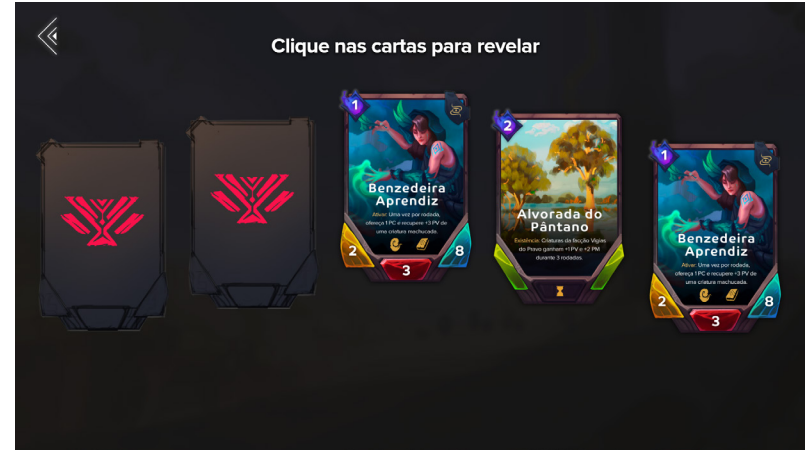 Clique nas cartas para revelar
1
Benzedeira
Aprendiz
Ativar: Uma vez por rodada,
ofereça 1 PC e recupere +3 PV de
uma criatura machucada.
2
8
3
2
Alvorada do
Pântano
Existência: Criaturas da facção Vigias
do Pravo ganham +1 PV e +2 PM
durante 3 rodadas.
1
Benzedeira
Aprendiz
Ativar: Uma vez por rodada,
ofereça 1 PC e recupere +3 PV de
uma criatura machucada.
2
8
3